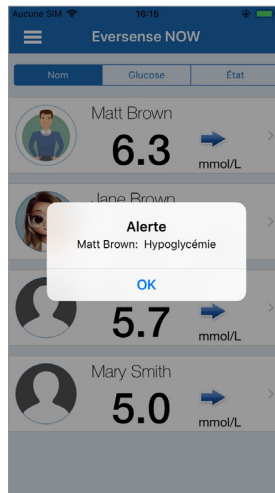 Aucune SIM 16:15
Eversense NOW
Nom Glucose État
Matt Brown
6.3
mmol/L
Jane Brown
Alerte
Matt Brown: Hypoglycémie
OK
5.7
mmol/L
Mary Smith
5.0
mmol/L